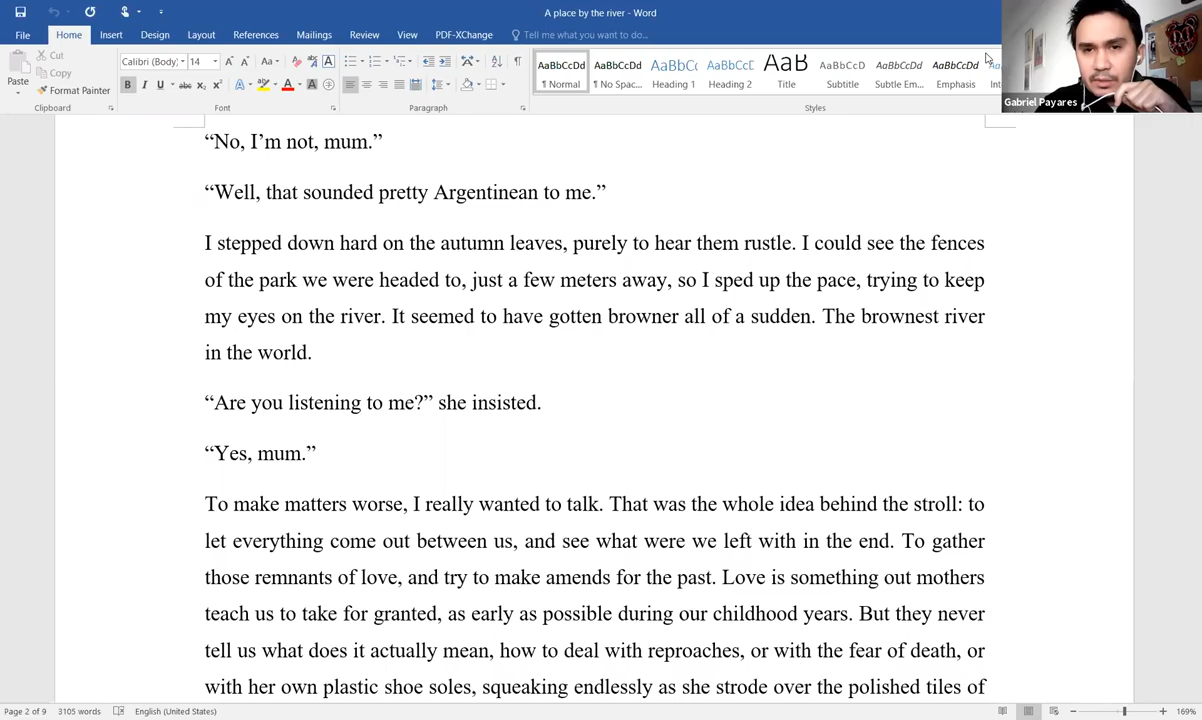 A place by the river - Word
File Home Insert Design Layout References Mailings Review View PDF-XChange Tell me what you want to do...
Paste
Cut
Copy
Format Painter
Clipboard
Calibri (Body) 14
Font
Paragraph
AaBbCcDd AaBbCcDd AaBbCc AaBbCcD AaB AaBbCcD AaBbCcDd AaBbCcDd
¶ Normal ¶ No Spac... Heading 1 Heading 2 Title Subtitle Subtle Em... Emphasis
Styles
Gabriel Payares
“No, I’m not, mum.”
“Well, that sounded pretty Argentinean to me.”
I stepped down hard on the autumn leaves, purely to hear them rustle. I could see the fences
of the park we were headed to, just a few meters away, so I sped up the pace, trying to keep
my eyes on the river. It seemed to have gotten browner all of a sudden. The brownest river
in the world.
“Are you listening to me?” she insisted.
“Yes, mum.”
To make matters worse, I really wanted to talk. That was the whole idea behind the stroll: to
let everything come out between us, and see what were we left with in the end. To gather
those remnants of love, and try to make amends for the past. Love is something out mothers
teach us to take for granted, as early as possible during our childhood years. But they never
tell us what does it actually mean, how to deal with reproaches, or with the fear of death, or
with her own plastic shoe soles, squeaking endlessly as she strode over the polished tiles of
Page 2 of 9 3105 words English (United States) 169%